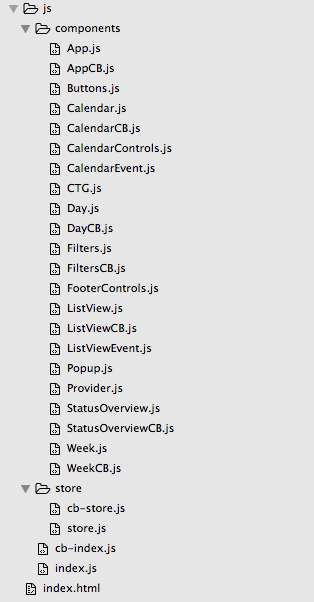 js
components
App.js
AppCB.js
Buttons.js
Calendar.js
CalendarCB.js
CalendarControls.js
CalendarEvent.js
CTG.js
Day.js
DayCB.js
Filters.js
FiltersCB.js
FooterControls.js
ListView.js
ListViewCB.js
ListViewEvent.js
Popup.js
Provider.js
StatusOverview.js
StatusOverviewCB.js
Week.js
WeekCB.js
store
cb-store.js
store.js
cb-index.js
index.js
index.html